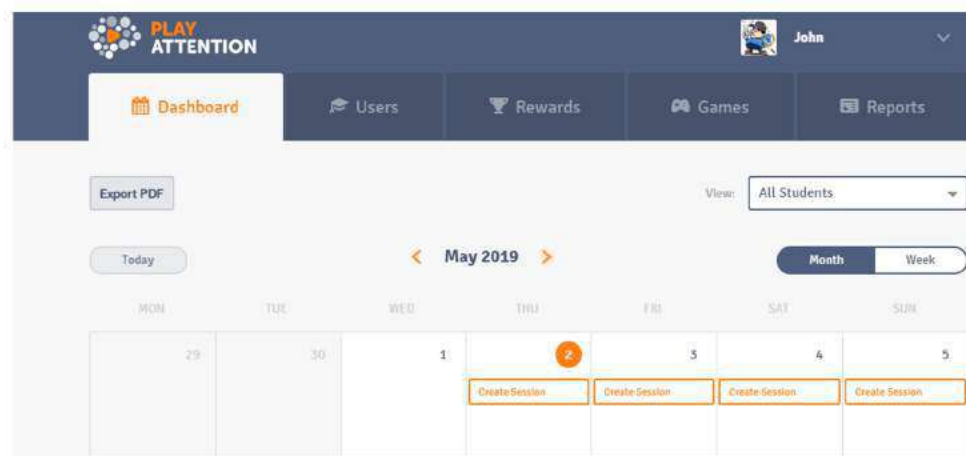 PLAY
ATTENTION
John
Dashboard
Users
Rewards
Games
Reports
Export PDF
View:
All Students
Today
May 2019
Month
Week
MON TUE WED THU FRI SAT SUN
29 30 1 2 3 4 5
Create Session Create Session Create Session Create Session